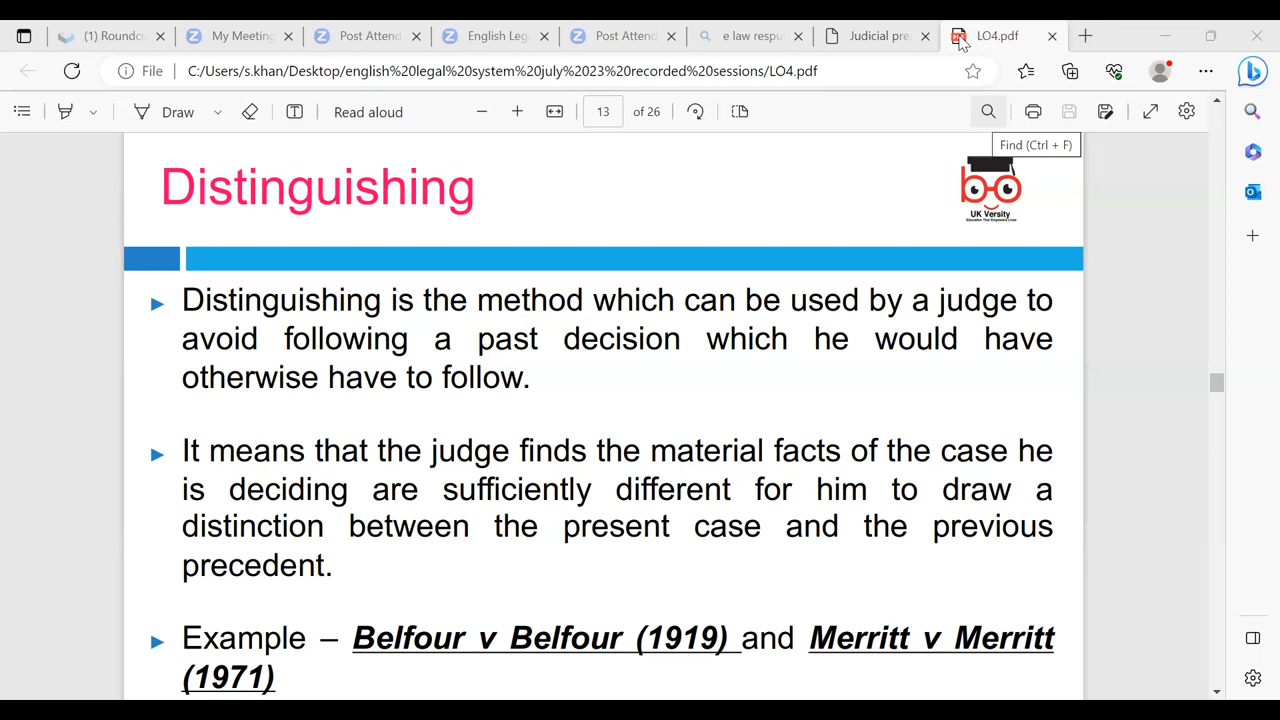 (1) Roundc
My Meeting
Post Attend
English Leg
Post Attend
e law respu
Judicial pre
LO4.pdf
File
C:/Users/s.khan/Desktop/english%20legal%20system%20july%202023%20recorded%20sessions/LO4.pdf
Draw
Read aloud
13
of 26
Find (Ctrl + F)
Distinguishing
UK Versity
Education That Empowers Lives
Distinguishing is the method which can be used by a judge to
avoid following a past decision which he would have
otherwise have to follow.
It means that the judge finds the material facts of the case he
is deciding are sufficiently different for him to draw a
distinction between the present case and the previous
precedent.
Example – Belfour v Belfour (1919) and Merritt v Merritt
(1971)